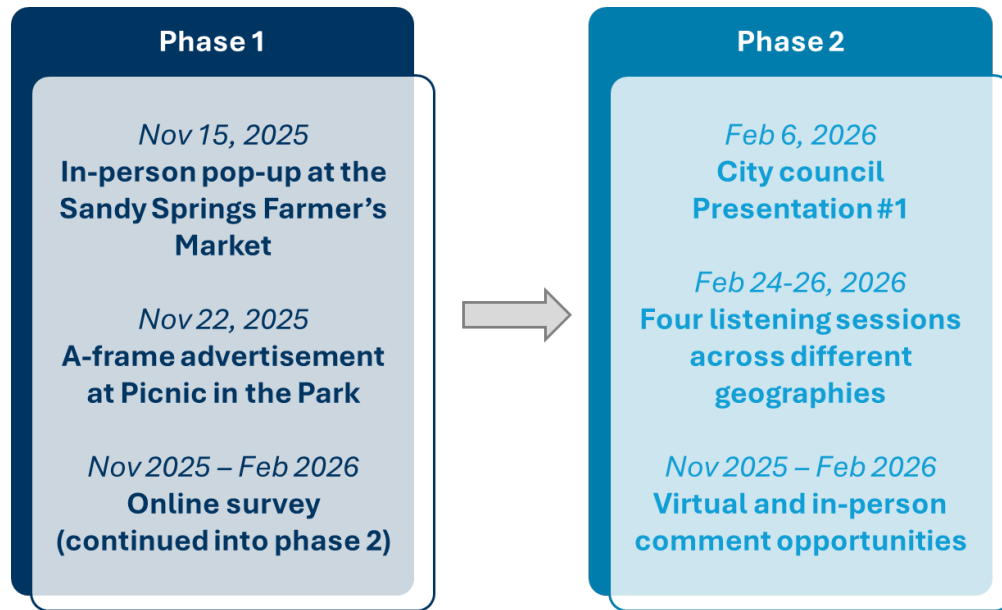 Phase 1
Nov 15, 2025
In-person pop-up at the
Sandy Springs Farmer’s
Market
Nov 22, 2025
A-frame advertisement
at Picnic in the Park
Nov 2025 – Feb 2026
Online survey
(continued into phase 2)
Phase 2
Feb 6, 2026
City council
Presentation #1
Feb 24-26, 2026
Four listening sessions
across different
geographies
Nov 2025 – Feb 2026
Virtual and in-person
comment opportunities